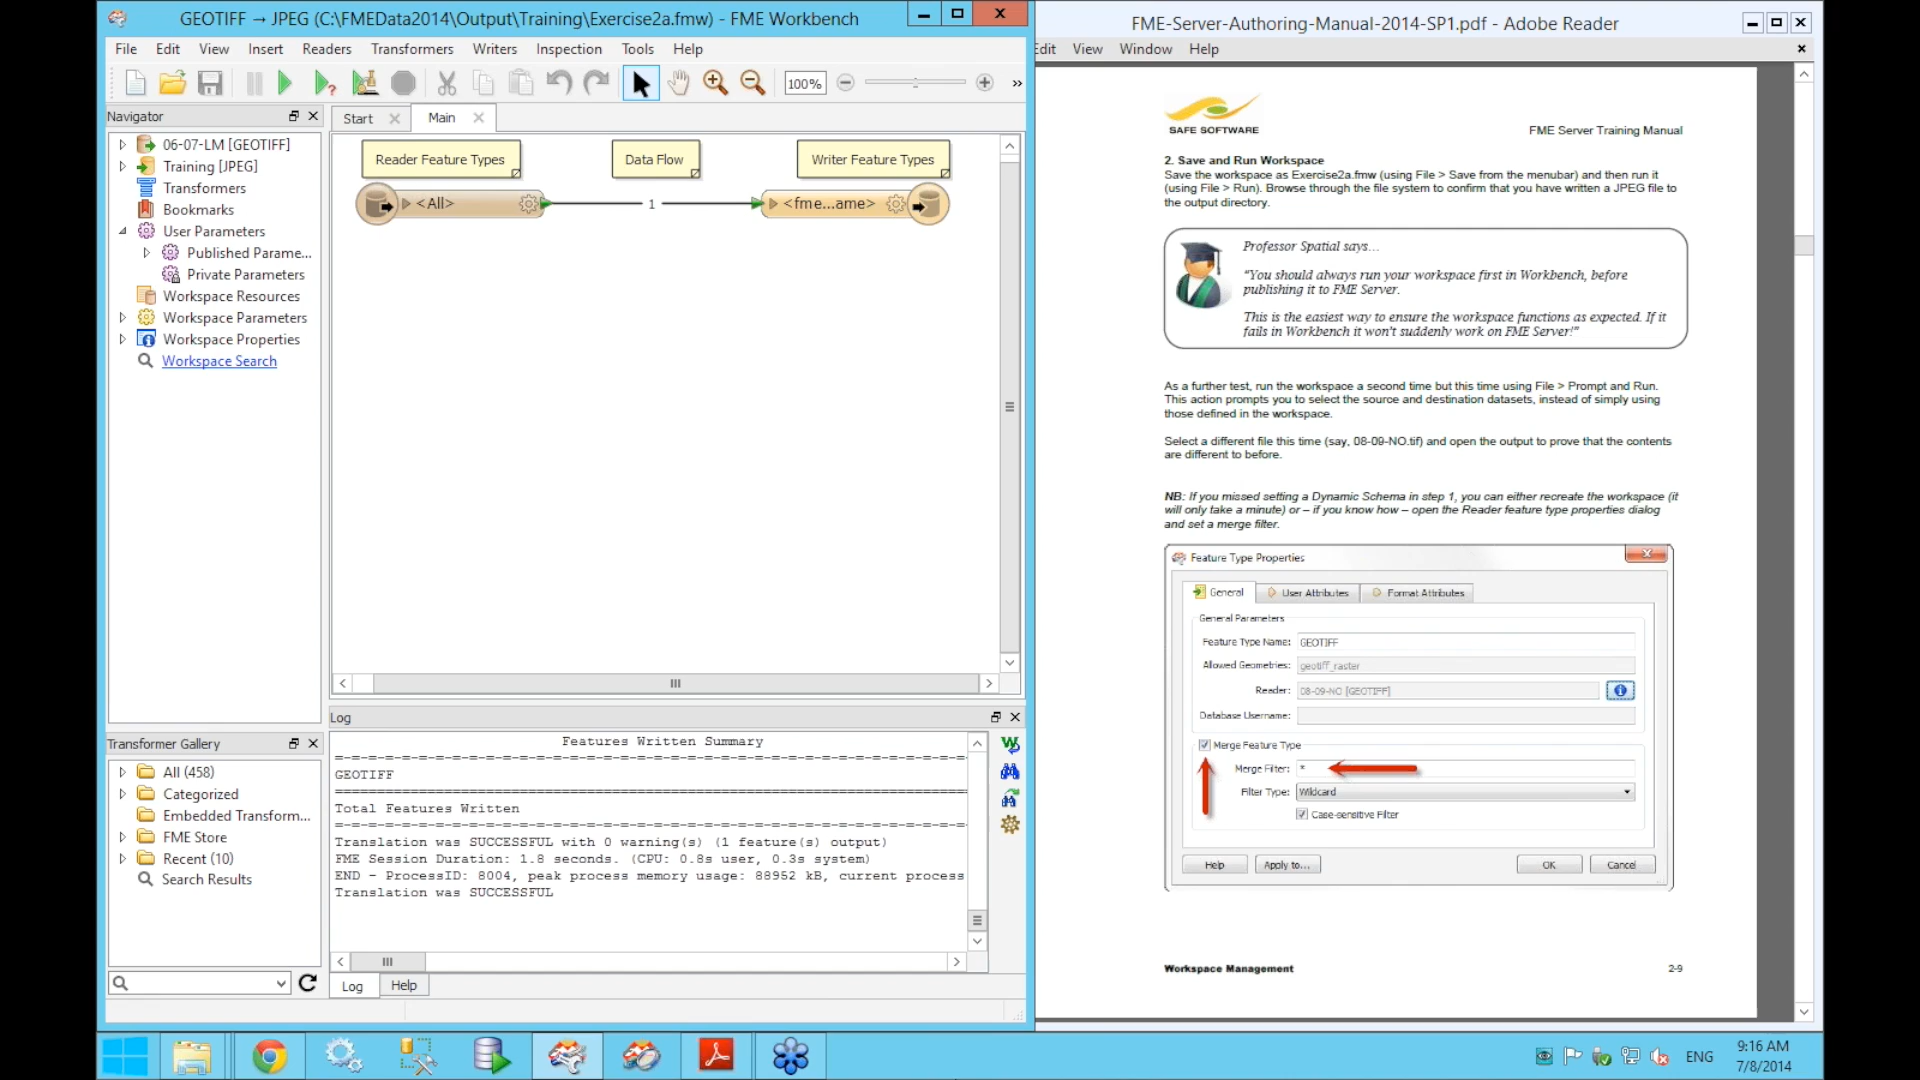 GEOTIFF → JPEG (C:\FMEData2014\Output\Training\Exercise2a.fmw) - FME Workbench
File Edit View Insert Readers Transformers Writers Inspection Tools Help
100%
»
Navigator
06-07-LM [GEOTIFF]
Training [JPEG]
Transformers
Bookmarks
User Parameters
Published Parame...
Private Parameters
Workspace Resources
Workspace Parameters
Workspace Properties
Workspace Search
Start
Main
Reader Feature Types
Data Flow
Writer Feature Types
<All>
1
<fme...ame>
Transformer Gallery
All (458)
Categorized
Embedded Transform...
FME Store
Recent (10)
Search Results
Log
Features Written Summary
=-=-=-=-=-=-=-=-=-=-=-=-=-=-=-=-=-=-=-=-=-=-=-=-=-=-=-=-=-=-=-=-=-=-=-=-=-=-
GEOTIFF
==============================================================================
Total Features Written
=-=-=-=-=-=-=-=-=-=-=-=-=-=-=-=-=-=-=-=-=-=-=-=-=-=-=-=-=-=-=-=-=-=-=-=-=-=-
Translation was SUCCESSFUL with 0 warning(s) (1 feature(s) output)
FME Session Duration: 1.8 seconds. (CPU: 0.8s user, 0.3s system)
END - ProcessID: 8004, peak process memory usage: 88952 kB, current process
Translation was SUCCESSFUL
Log
Help
FME-Server-Authoring-Manual-2014-SP1.pdf - Adobe Reader
Edit View Window Help
SAFE SOFTWARE
FME Server Training Manual
2. Save and Run Workspace
Save the workspace as Exercise2a.fmw (using File > Save from the menubar) and then run it
(using File > Run). Browse through the file system to confirm that you have written a JPEG file to
the output directory.
Professor Spatial says…
"You should always run your workspace first in Workbench, before
publishing it to FME Server.
This is the easiest way to ensure the workspace functions as expected. If it
fails in Workbench it won't suddenly work on FME Server!"
As a further test, run the workspace a second time but this time using File > Prompt and Run.
This action prompts you to select the source and destination datasets, instead of simply using
those defined in the workspace.
Select a different file this time (say, 08-09-NO.tif) and open the output to prove that the contents
are different to before.
NB: If you missed setting a Dynamic Schema in step 1, you can either recreate the workspace (it
will only take a minute) or – if you know how – open the Reader feature type properties dialog
and set a merge filter.
Feature Type Properties
General
User Attributes
Format Attributes
General Parameters
Feature Type Name: GEOTIFF
Allowed Geometries: geotiff_raster
Reader: 08-09-NO [GEOTIFF]
Database Username:
Merge Feature Type
Merge Filter: *
Filter Type: Wildcard
Case-sensitive Filter
Help
Apply to...
OK
Cancel
Workspace Management
2-9
ENG
9:16 AM
7/8/2014